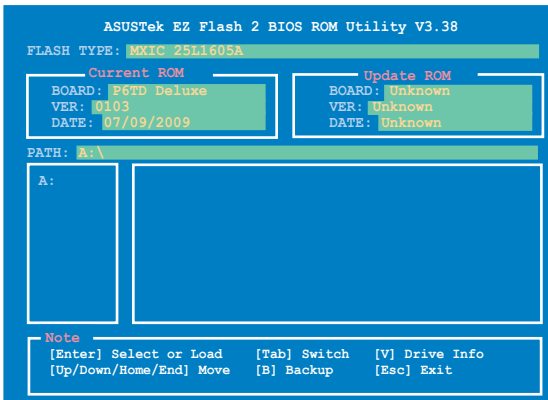 ASUSTek EZ Flash 2 BIOS ROM Utility V3.38
FLASH TYPE: MXIC 25L1605A
Current ROM
BOARD: P6TD Deluxe
VER: 0103
DATE: 07/09/2009
Update ROM
BOARD: Unknown
VER: Unknown
DATE: Unknown
PATH: A:\
A:
Note
[Enter] Select or Load [Tab] Switch [V] Drive Info
[Up/Down/Home/End] Move [B] Backup [Esc] Exit